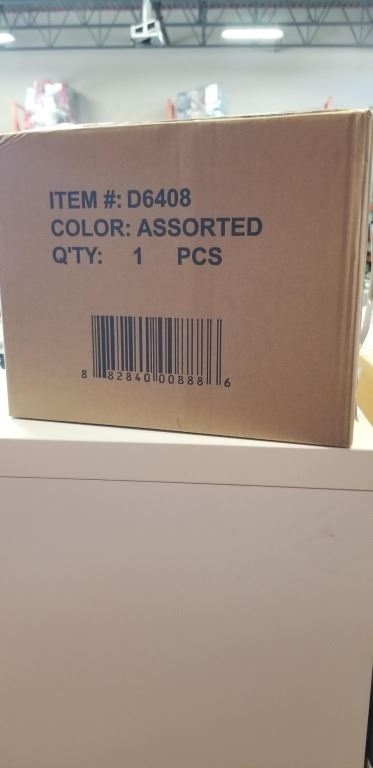 ITEM #: D6408
COLOR: ASSORTED
Q'TY: 1 PCS
8 82840 00888 6